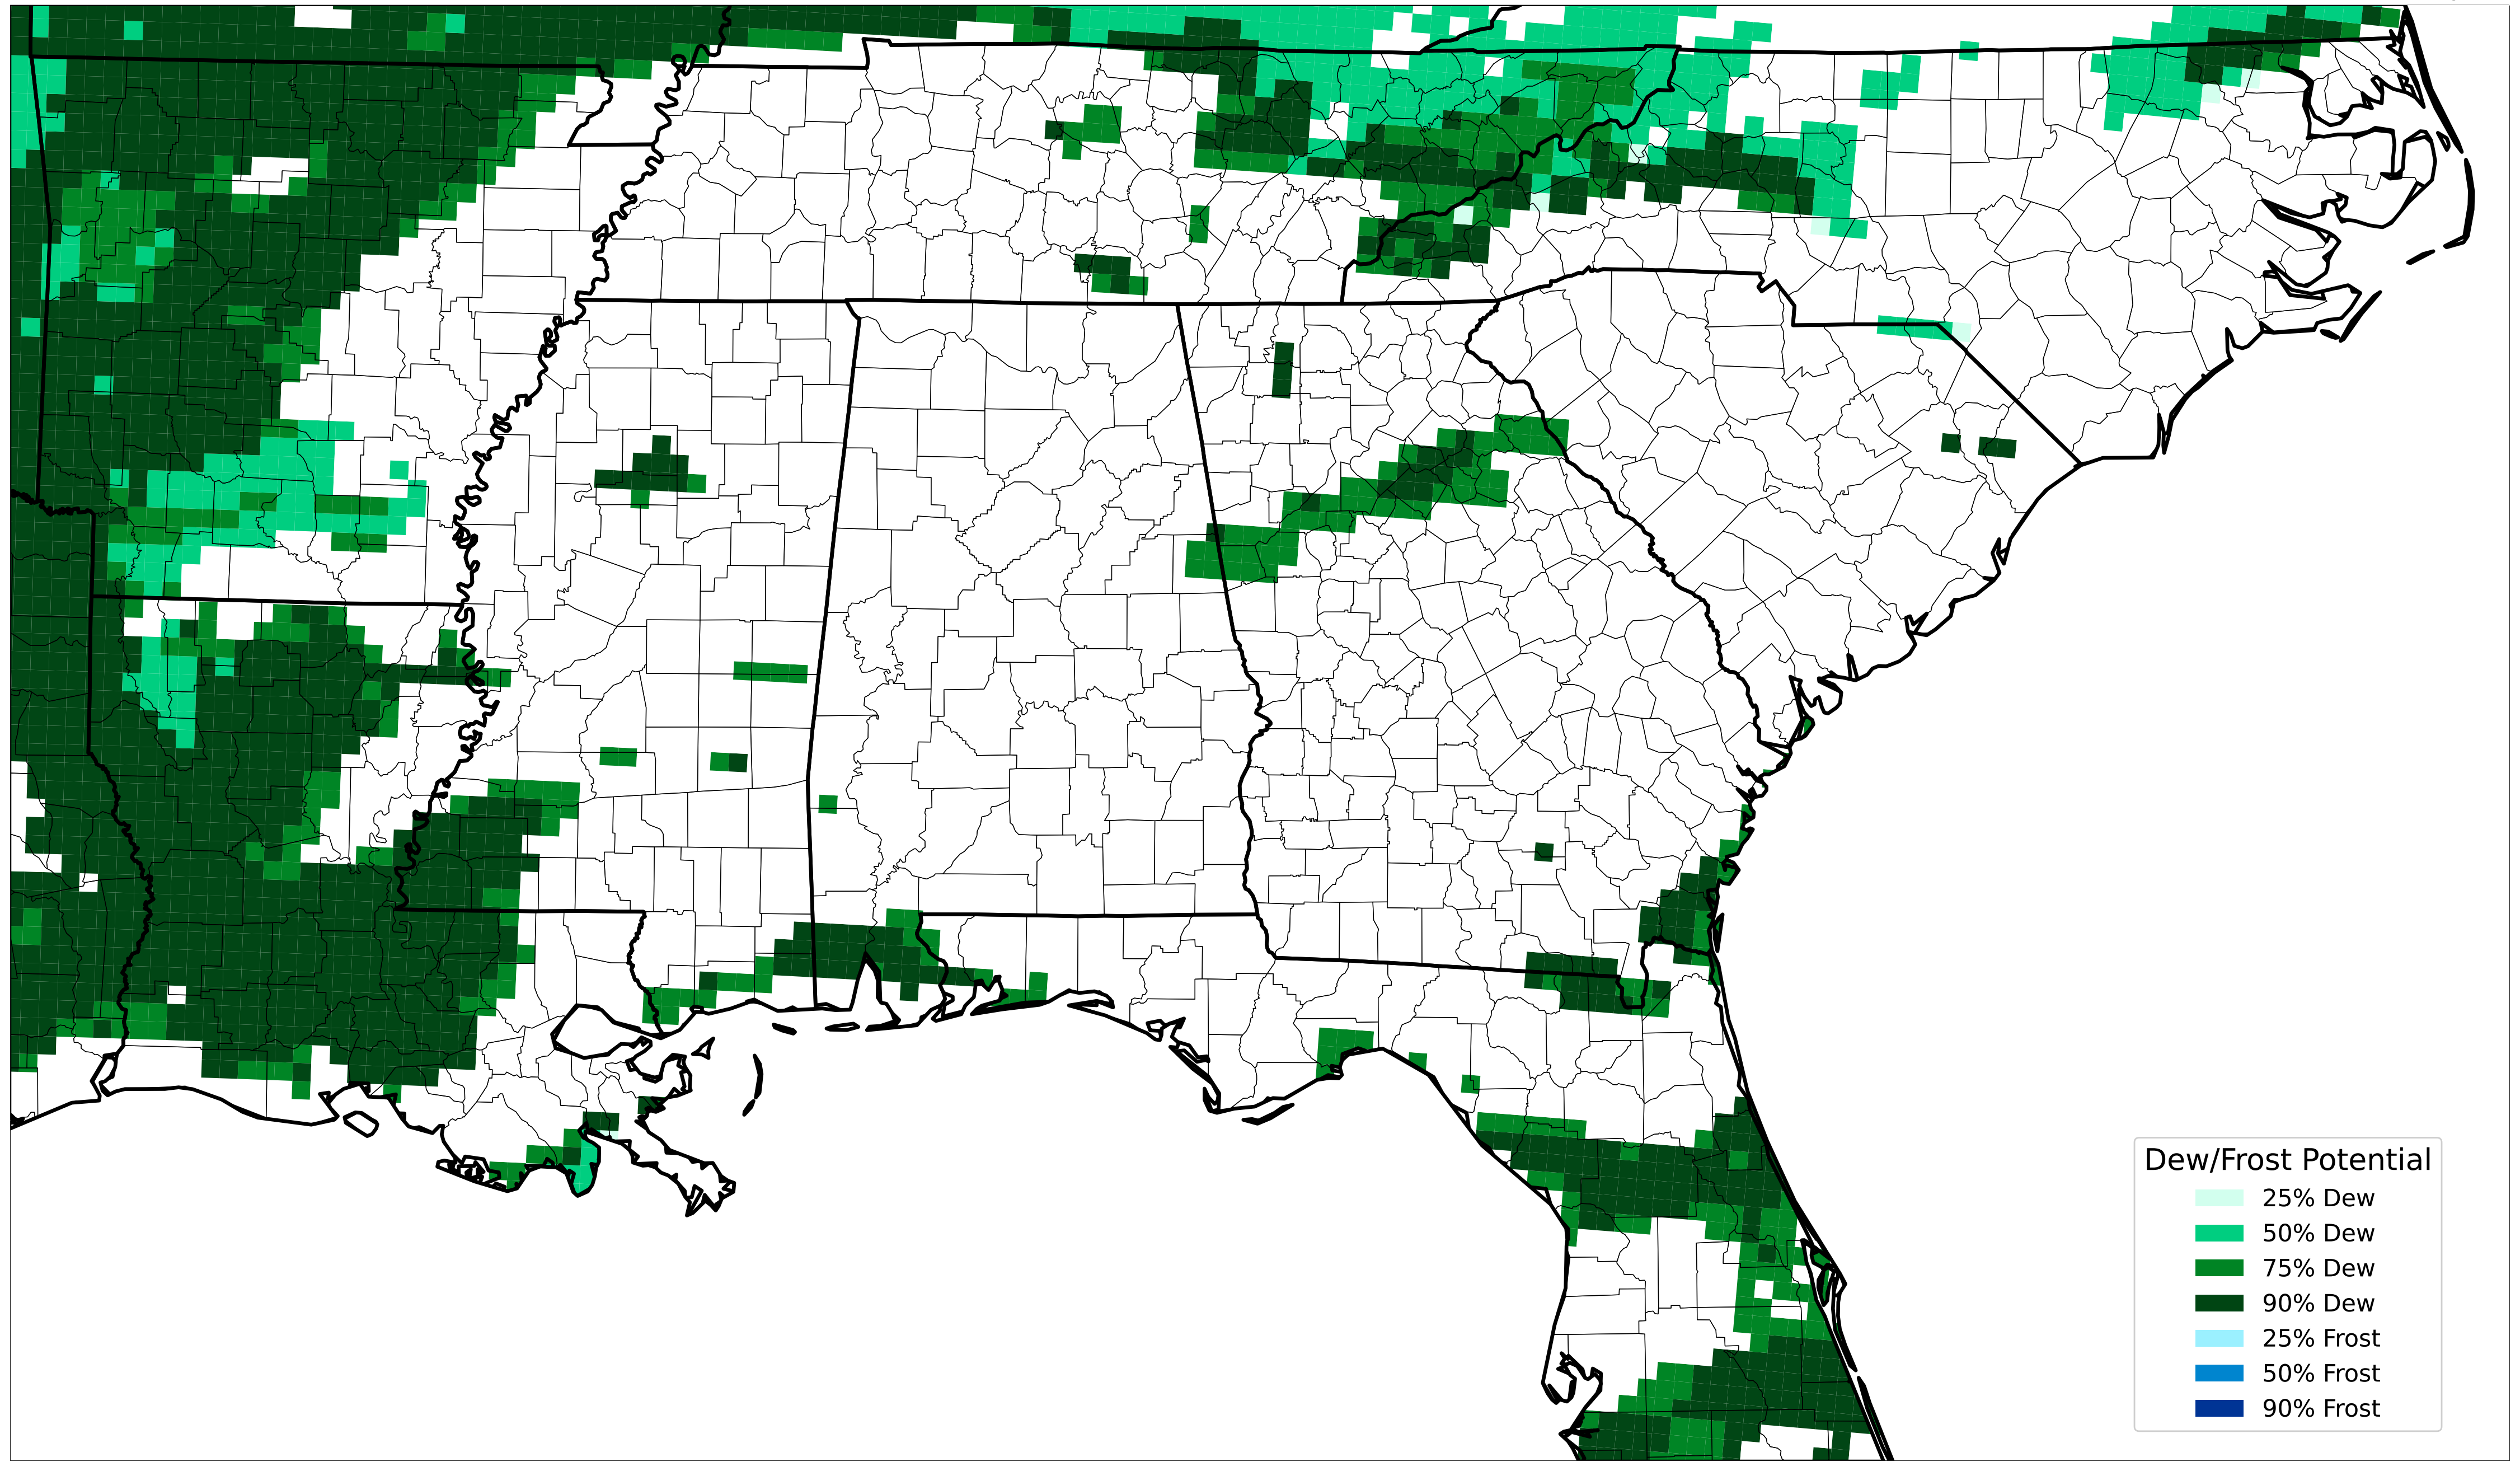 Dew/Frost Potential
25% Dew
50% Dew
75% Dew
90% Dew
25% Frost
50% Frost
90% Frost